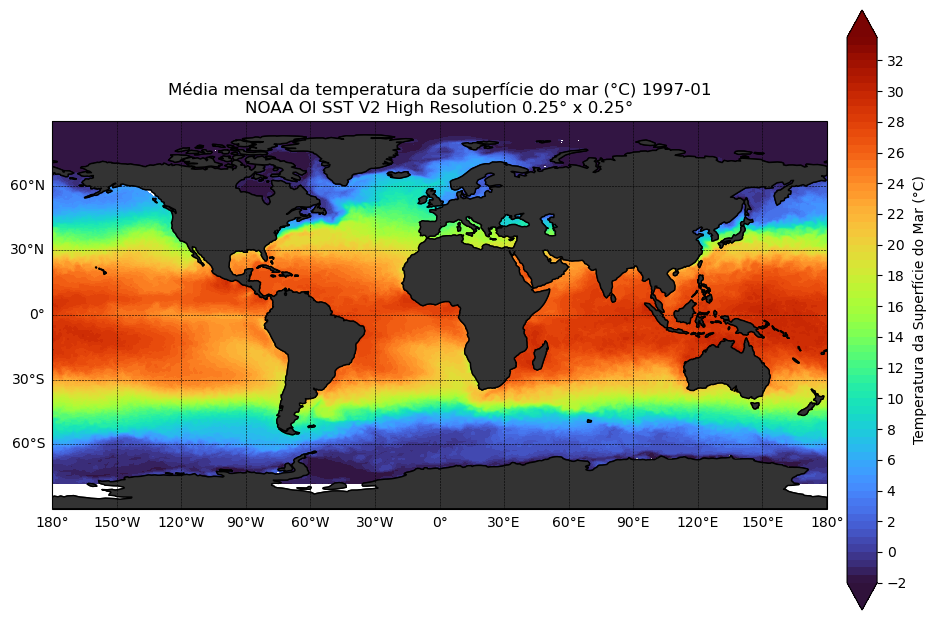 Média mensal da temperatura da superfície do mar (°C) 1997-01
NOAA OI SST V2 High Resolution 0.25° x 0.25°
60°N
30°N
0°
30°S
60°S
180°
150°W
120°W
90°W
60°W
30°W
0°
30°E
60°E
90°E
120°E
150°E
180°
32
30
28
26
24
22
20
18
16
14
12
10
8
6
4
2
0
−2
Temperatura da Superfície do Mar (°C)